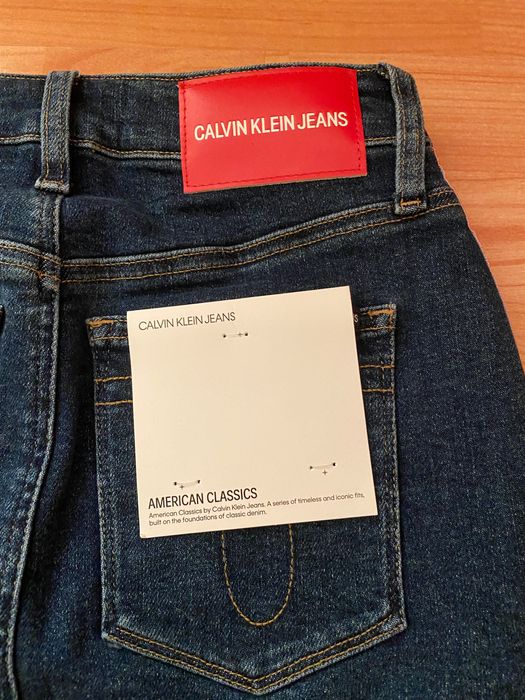 CALVIN KLEIN JEANS
CALVIN KLEIN JEANS
AMERICAN CLASSICS
American Classics by Calvin Klein Jeans. A series of timeless and iconic fits,
built on the foundations of classic denim.